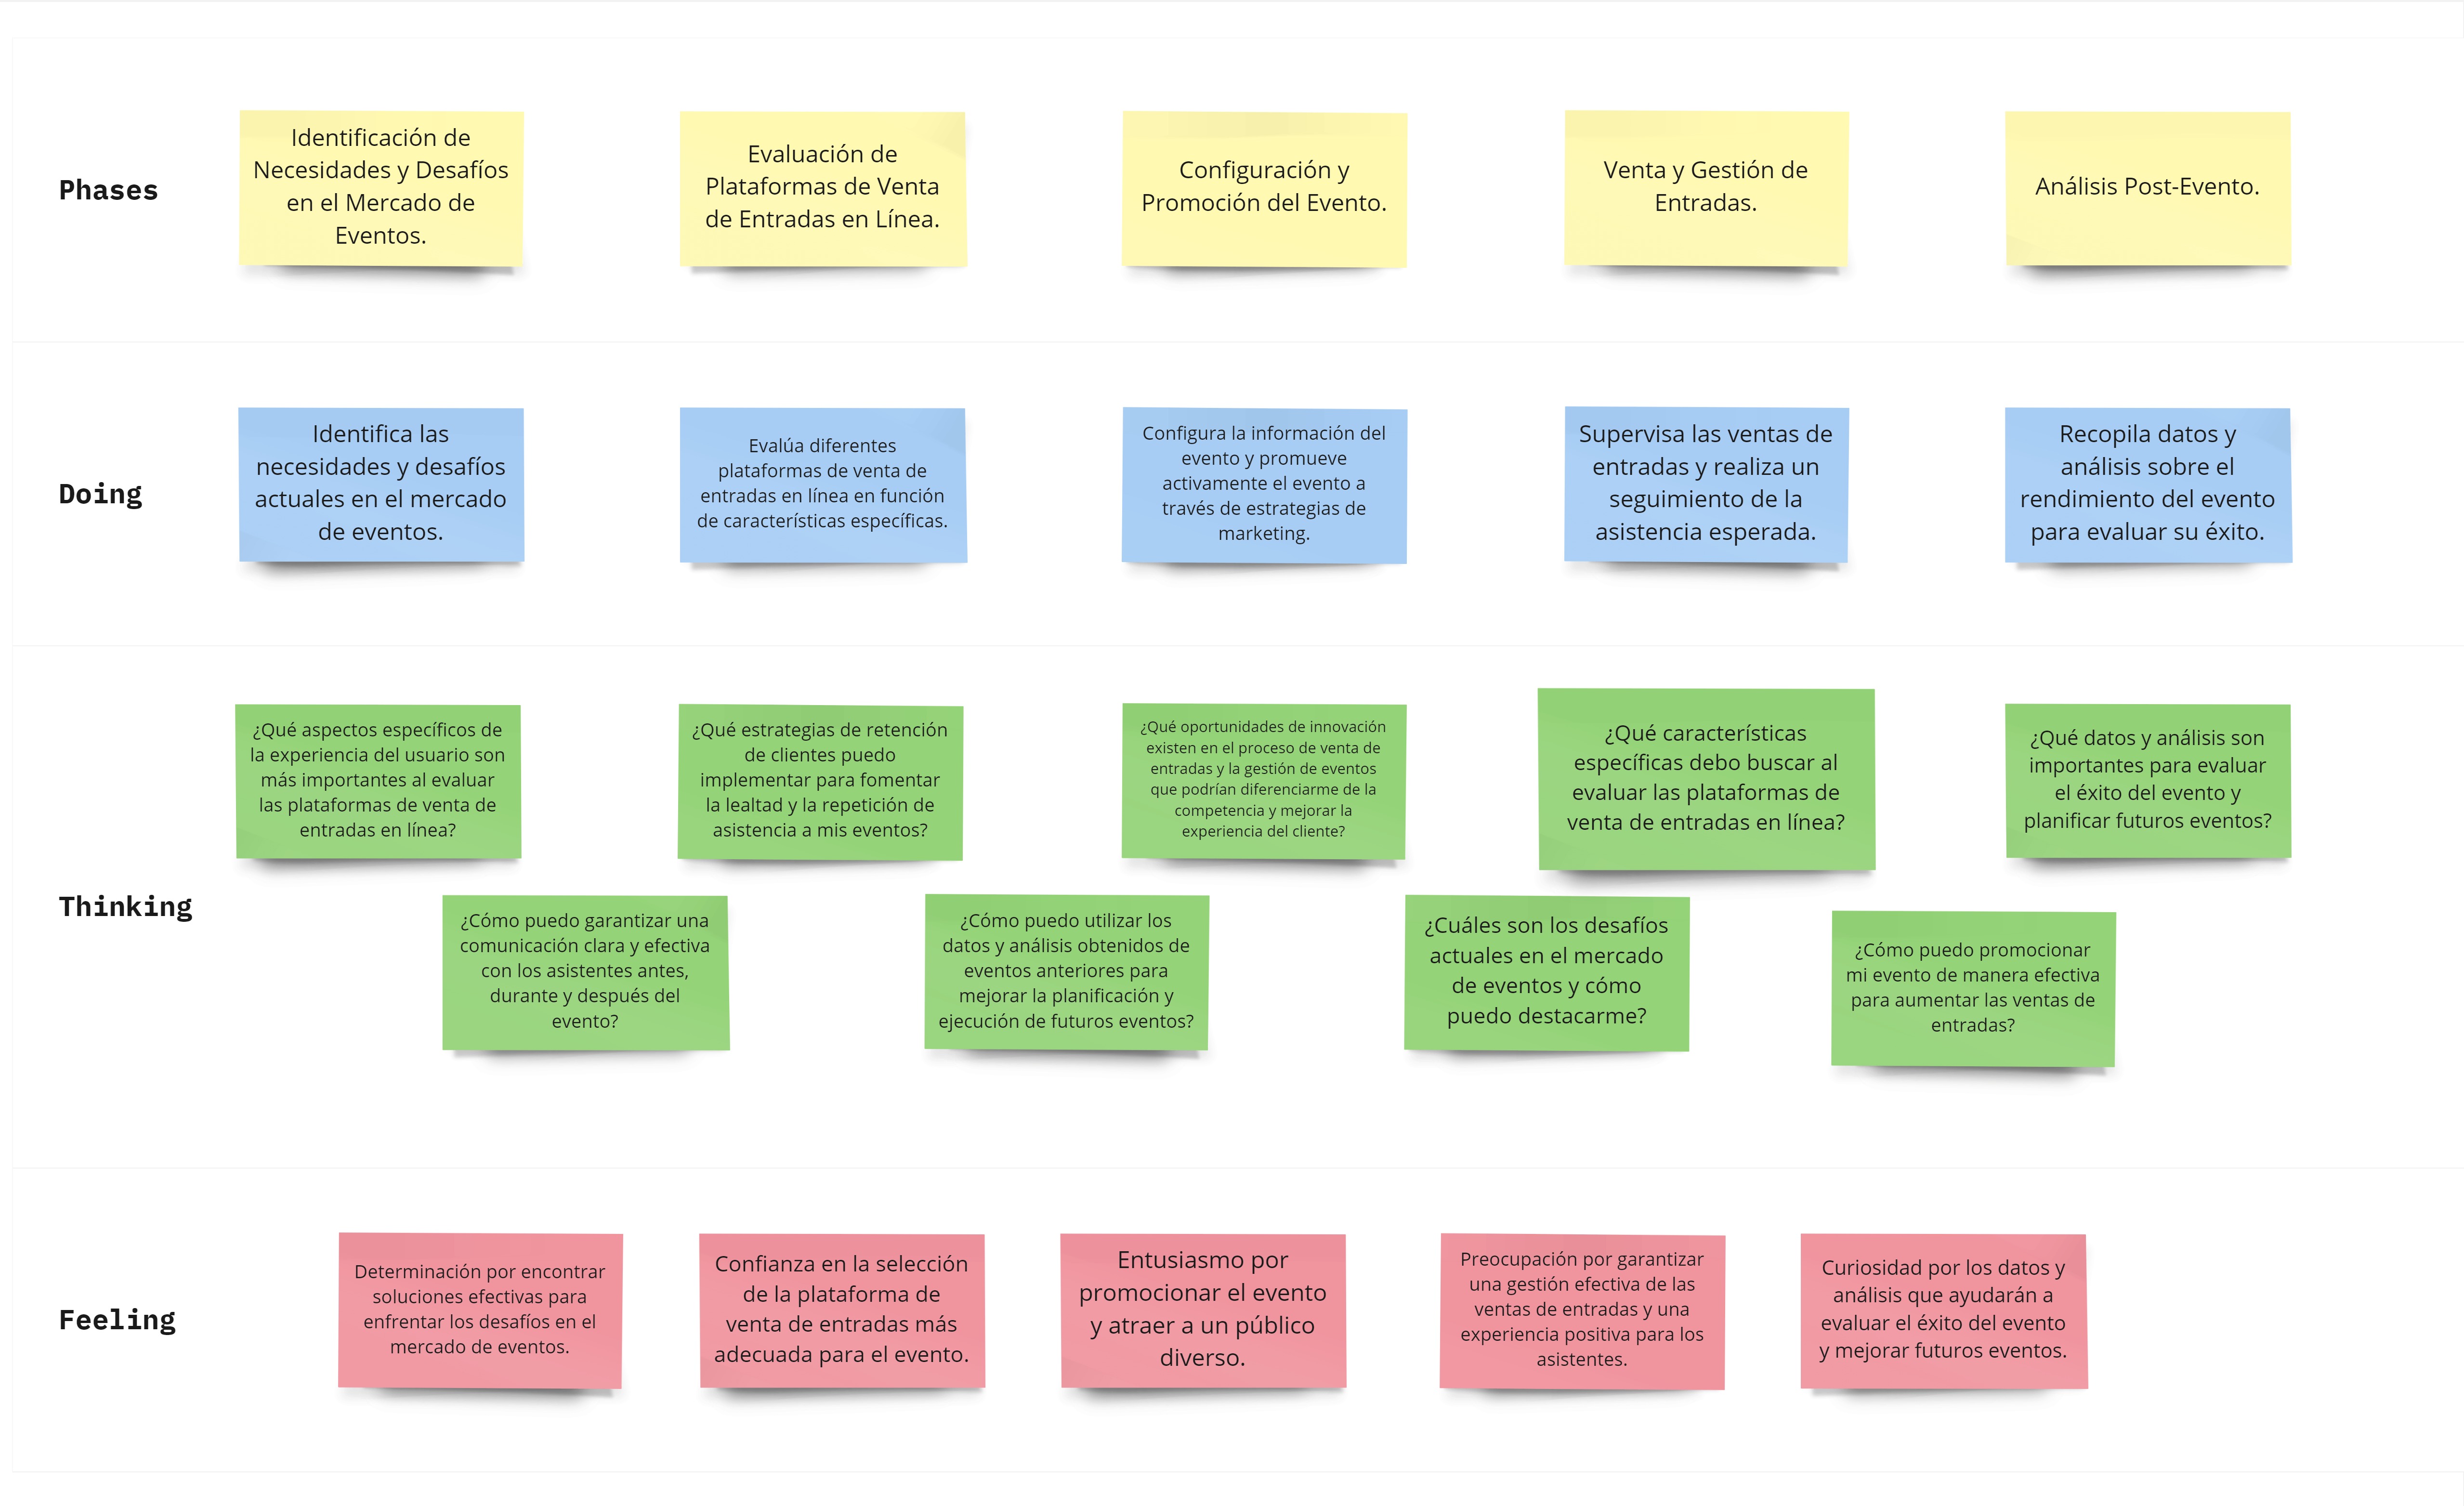 Phases
Identificación de
Necesidades y Desafíos
en el Mercado de
Eventos.
Evaluación de
Plataformas de Venta
de Entradas en Línea.
Configuración y
Promoción del Evento.
Venta y Gestión de
Entradas.
Análisis Post-Evento.
Doing
Identifica las
necesidades y desafíos
actuales en el mercado
de eventos.
Evalúa diferentes
plataformas de venta de
entradas en línea en función
de características específicas.
Configura la información del
evento y promueve
activamente el evento a
través de estrategias de
marketing.
Supervisa las ventas de
entradas y realiza un
seguimiento de la
asistencia esperada.
Recopila datos y
análisis sobre el
rendimiento del evento
para evaluar su éxito.
Thinking
¿Qué aspectos específicos de
la experiencia del usuario son
más importantes al evaluar
las plataformas de venta de
entradas en línea?
¿Qué estrategias de retención
de clientes puedo
implementar para fomentar
la lealtad y la repetición de
asistencia a mis eventos?
¿Qué oportunidades de innovación
existen en el proceso de venta de
entradas y la gestión de eventos
que podrían diferenciarme de la
competencia y mejorar la
experiencia del cliente?
¿Qué características
específicas debo buscar al
evaluar las plataformas de
venta de entradas en línea?
¿Qué datos y análisis son
importantes para evaluar
el éxito del evento y
planificar futuros eventos?
¿Cómo puedo garantizar una
comunicación clara y efectiva
con los asistentes antes,
durante y después del
evento?
¿Cómo puedo utilizar los
datos y análisis obtenidos de
eventos anteriores para
mejorar la planificación y
ejecución de futuros eventos?
¿Cuáles son los desafíos
actuales en el mercado
de eventos y cómo
puedo destacarme?
¿Cómo puedo promocionar
mi evento de manera efectiva
para aumentar las ventas de
entradas?
Feeling
Determinación por encontrar
soluciones efectivas para
enfrentar los desafíos en el
mercado de eventos.
Confianza en la selección
de la plataforma de
venta de entradas más
adecuada para el evento.
Entusiasmo por
promocionar el evento
y atraer a un público
diverso.
Preocupación por garantizar
una gestión efectiva de las
ventas de entradas y una
experiencia positiva para los
asistentes.
Curiosidad por los datos y
análisis que ayudarán a
evaluar el éxito del evento
y mejorar futuros eventos.